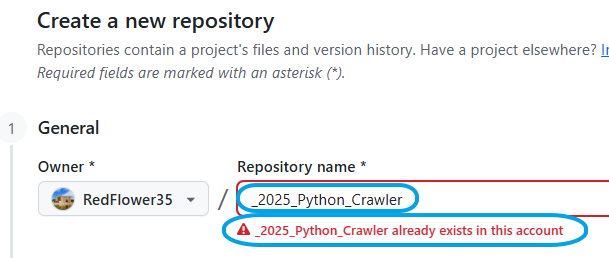 Create a new repository
Repositories contain a project's files and version history. Have a project elsewhere?
Required fields are marked with an asterisk (*).
1 General
Owner * Repository name *
RedFlower35 / _2025_Python_Crawler
_2025_Python_Crawler already exists in this account